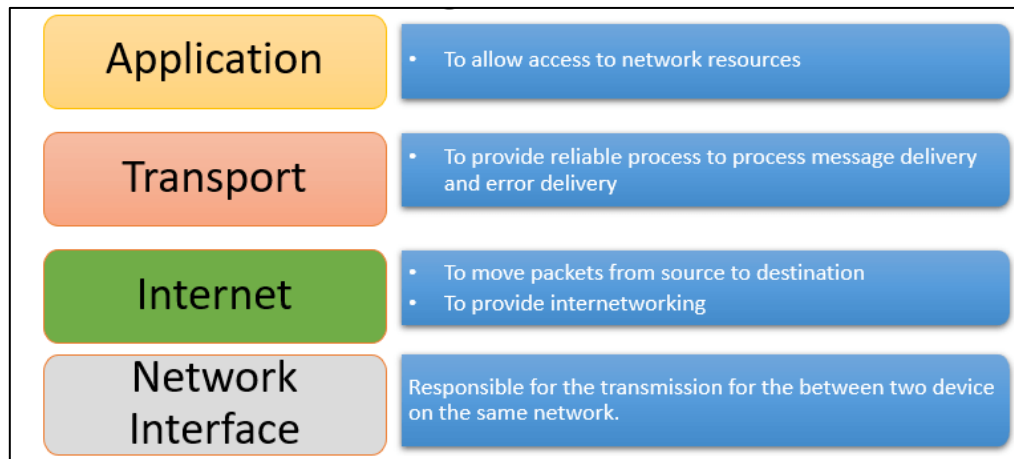 Application
• To allow access to network resources
Transport
• To provide reliable process to process message delivery
and error delivery
Internet
• To move packets from source to destination
• To provide internetworking
Network
Interface
Responsible for the transmission for the between two device
on the same network.